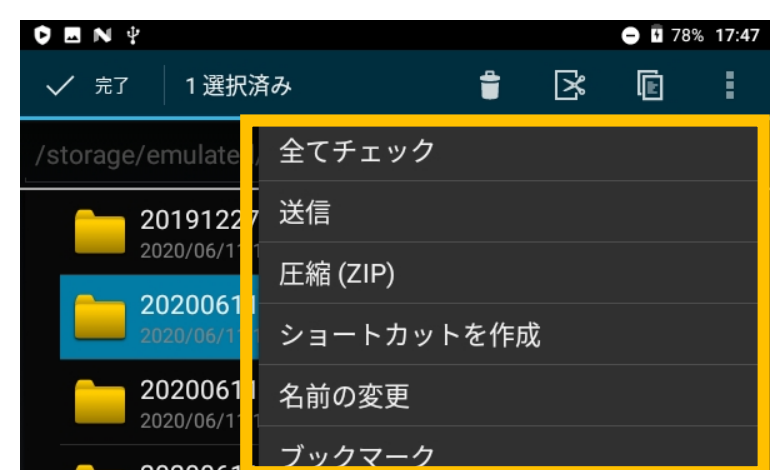 78% 17:47
完了 1 選択済み
/storage/emulate
全てチェック
20191227
送信
2020/06/11
圧縮 (ZIP)
20200611
2020/06/11
ショートカットを作成
20200611
名前の変更
2020/06/11
ブックマーク